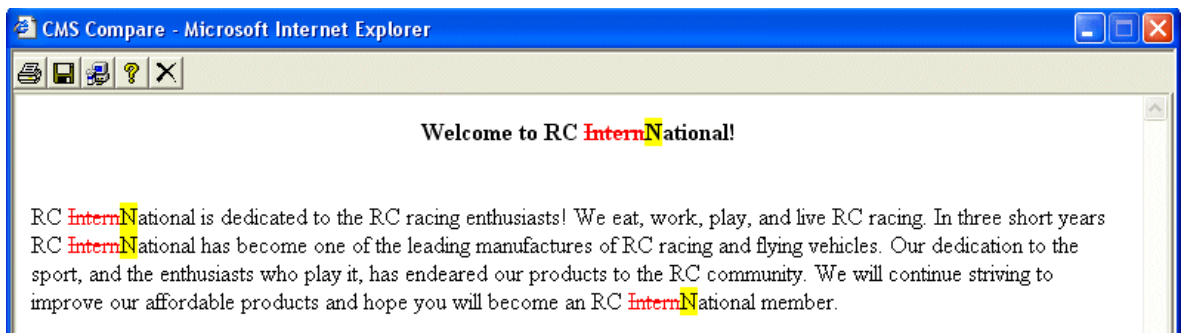 CMS Compare - Microsoft Internet Explorer
Welcome to RC InternNational!
RC InternNational is dedicated to the RC racing enthusiasts! We eat, work, play, and live RC racing. In three short years
RC InternNational has become one of the leading manufactures of RC racing and flying vehicles. Our dedication to the
sport, and the enthusiasts who play it, has endeared our products to the RC community. We will continue striving to
improve our affordable products and hope you will become an RC InternNational member.